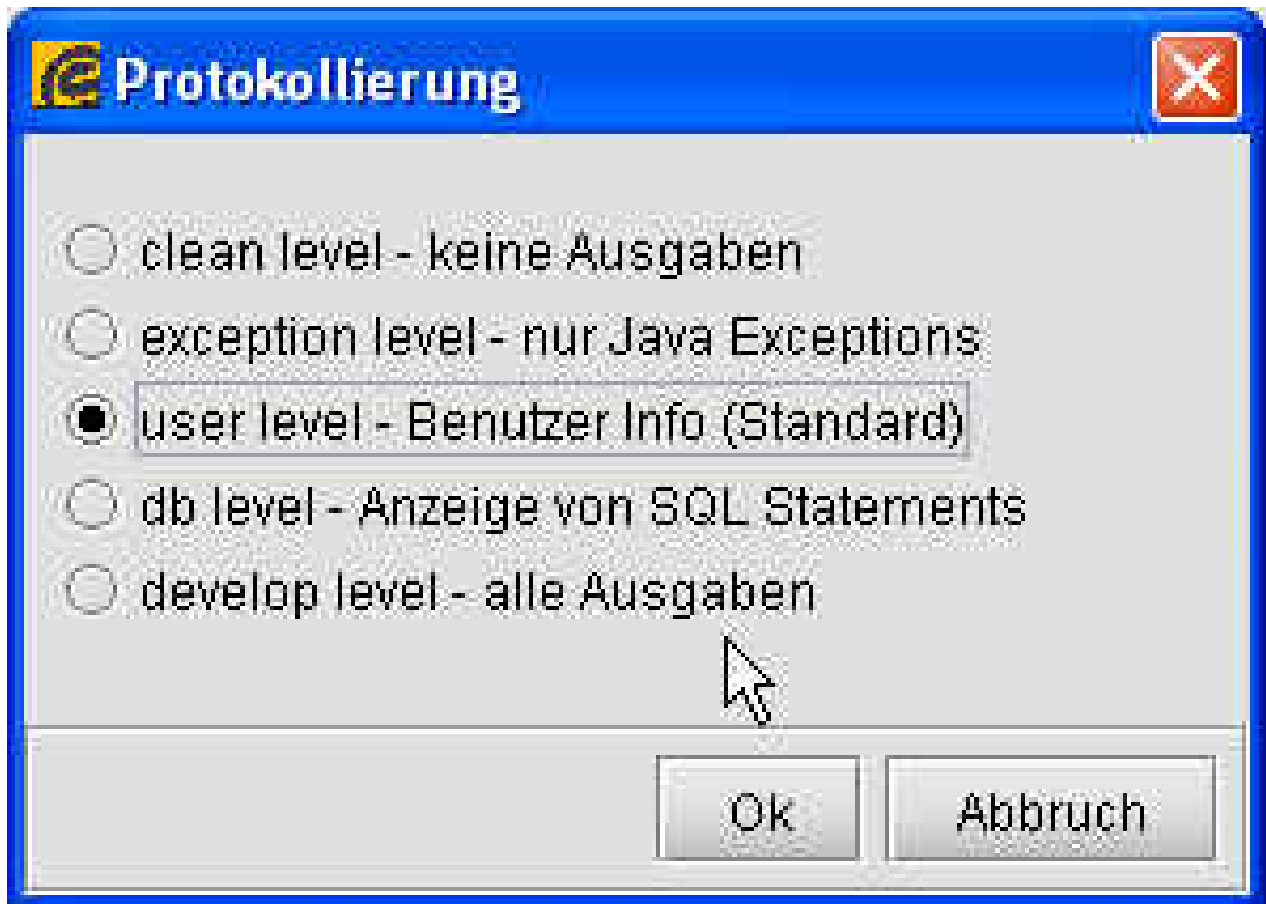 Protokollierung
clean level - keine Ausgaben
exception level - nur Java Exceptions
user level - Benutzer Info (Standard)
db level - Anzeige von SQL Statements
develop level - alle Ausgaben
Ok
Abbruch